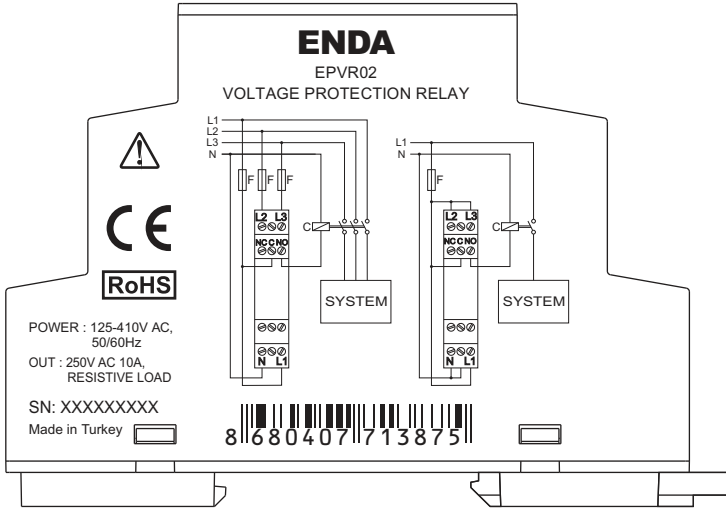 ENDA
EPVR02
VOLTAGE PROTECTION RELAY
L1
L2
L3
N
F F F
L2 L3
NC C NO
C
SYSTEM
N L1
L1
N
F
L2 L3
NC C NO
C
SYSTEM
N L1
CE
RoHS
POWER : 125-410V AC,
50/60Hz
OUT : 250V AC 10A,
RESISTIVE LOAD
SN: XXXXXXXXX
Made in Turkey
8 680407 713875